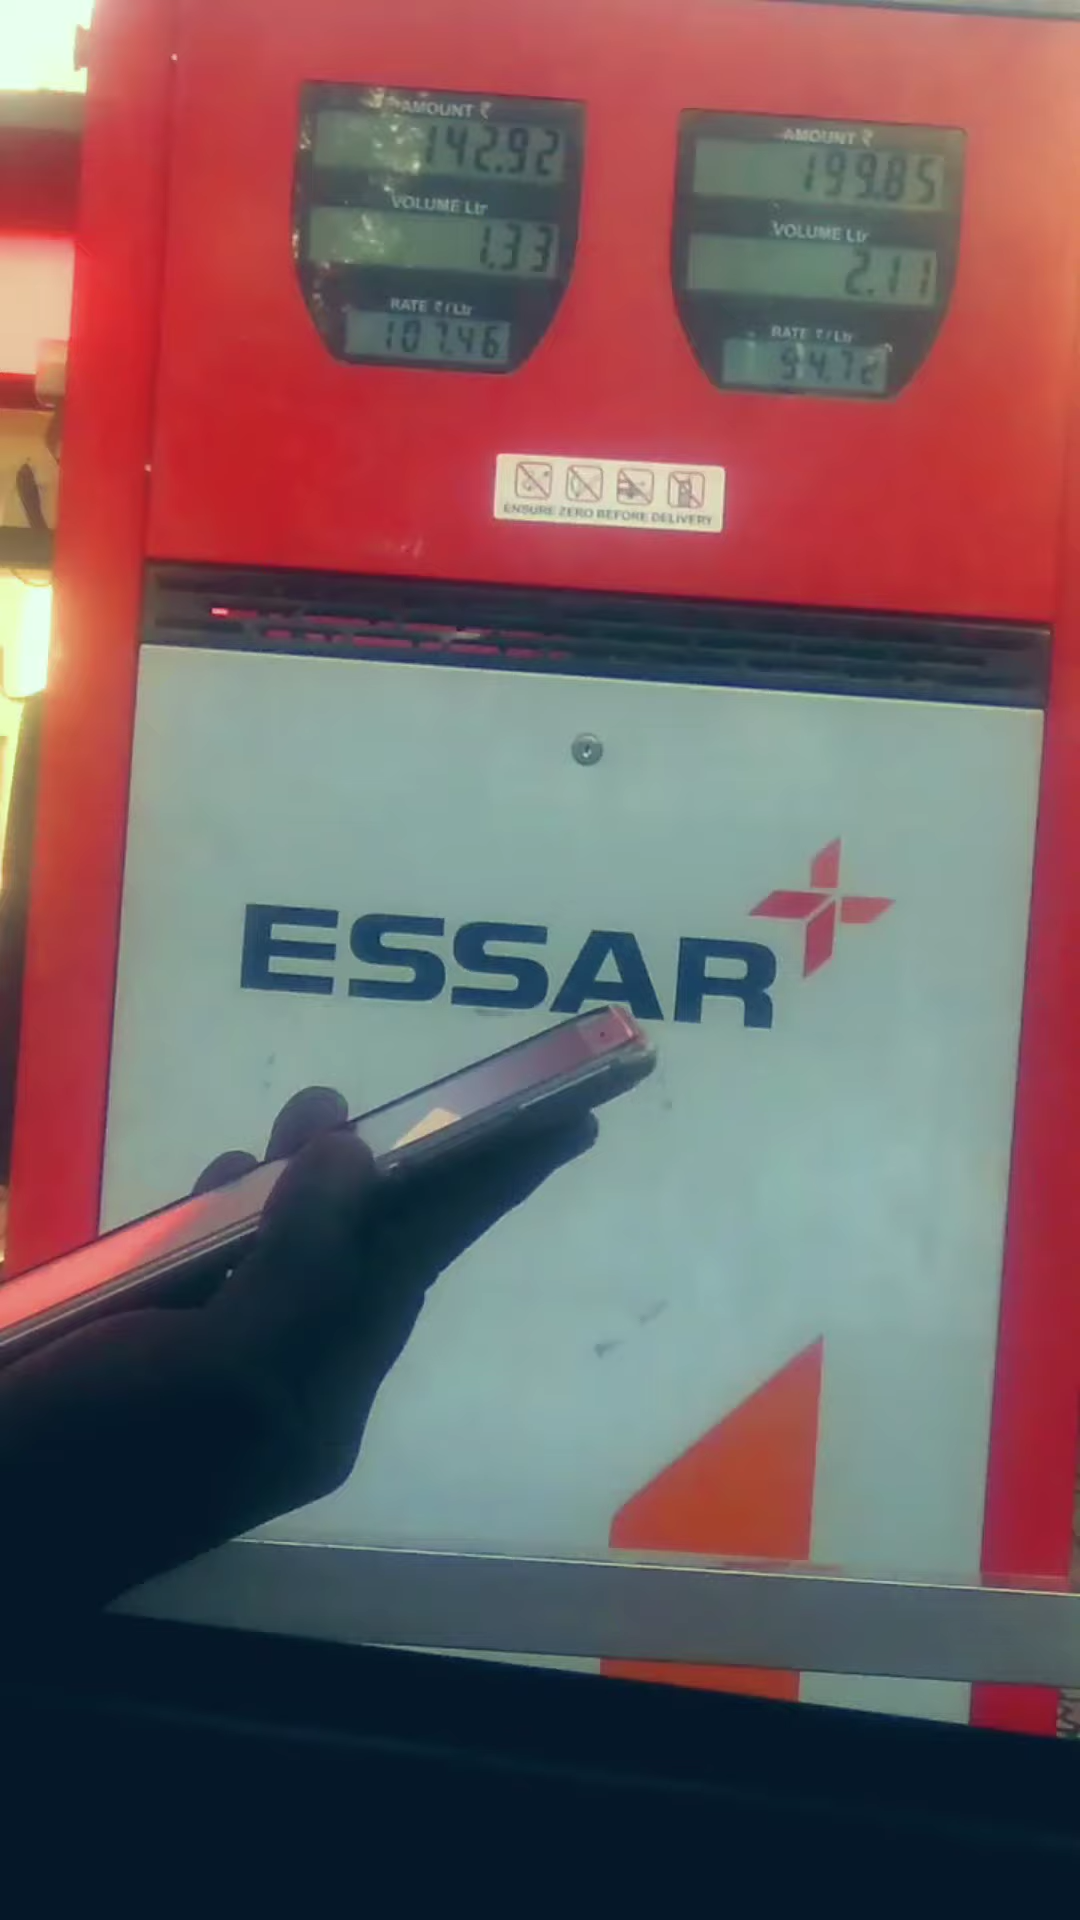 AMOUNT ₹
142.92
VOLUME Ltr
1.33
RATE ₹/Ltr
107.46
AMOUNT ₹
199.85
VOLUME Ltr
2.11
RATE ₹/Ltr
94.72
ENSURE ZERO BEFORE DELIVERY
ESSAR